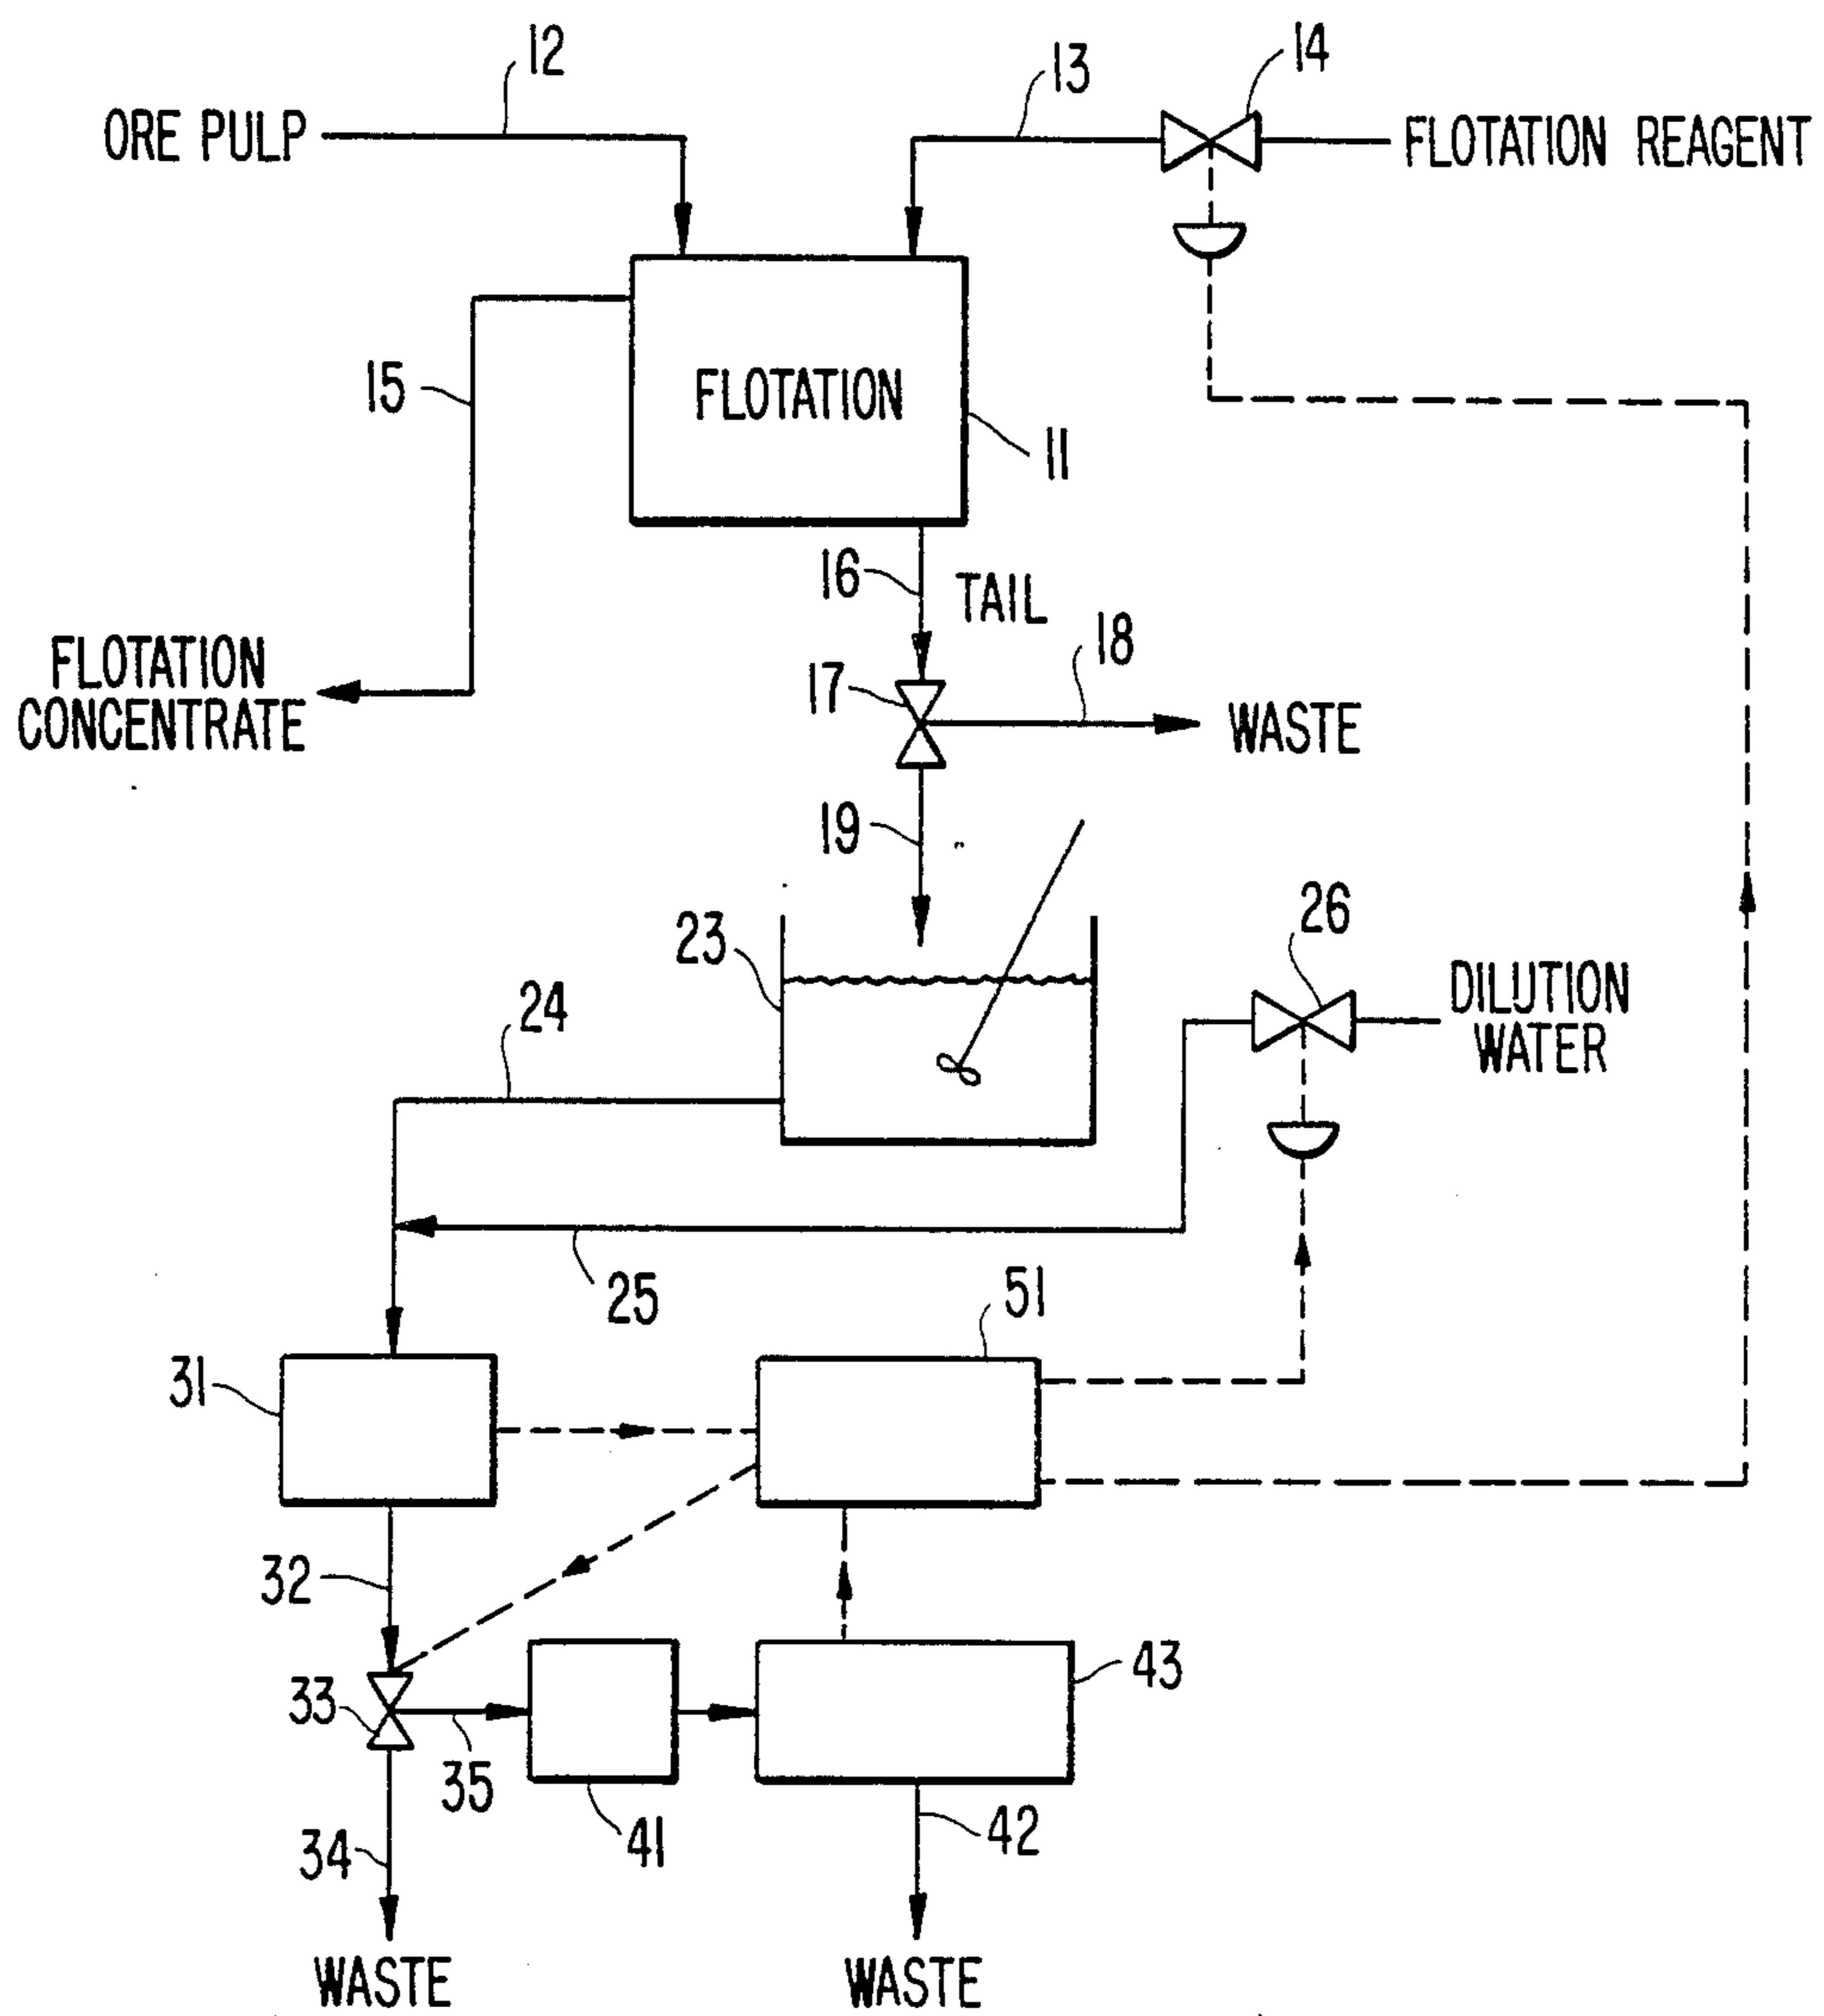 12
13
14
ORE PULP
FLOTATION REAGENT
15
FLOTATION
11
16
TAIL
FLOTATION
CONCENTRATE
17
18
WASTE
19
23
26
24
DILUTION
WATER
25
51
31
32
33
35
41
43
34
42
WASTE
WASTE